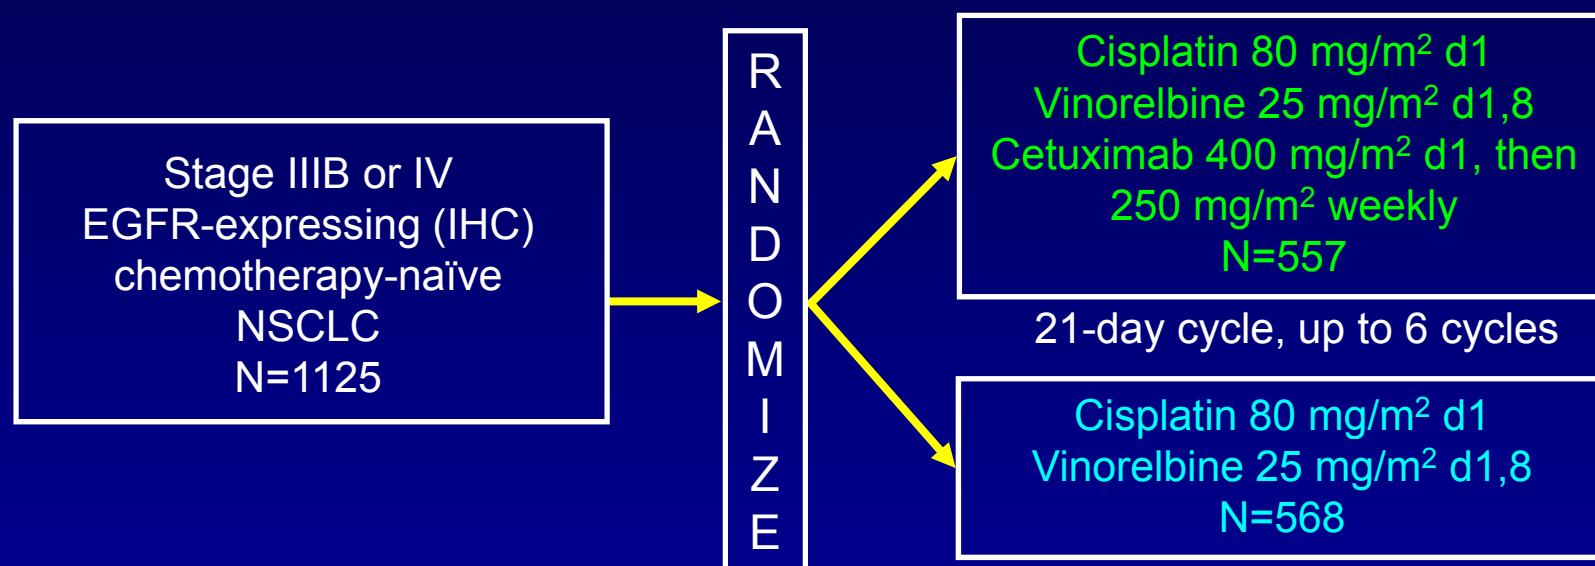 Stage IIIB or IV
EGFR-expressing (IHC)
chemotherapy-naïve
NSCLC
N=1125
R
A
N
D
O
M
I
Z
E
Cisplatin 80 mg/m² d1
Vinorelbine 25 mg/m² d1,8
Cetuximab 400 mg/m² d1, then
250 mg/m² weekly
N=557
21-day cycle, up to 6 cycles
Cisplatin 80 mg/m² d1
Vinorelbine 25 mg/m² d1,8
N=568